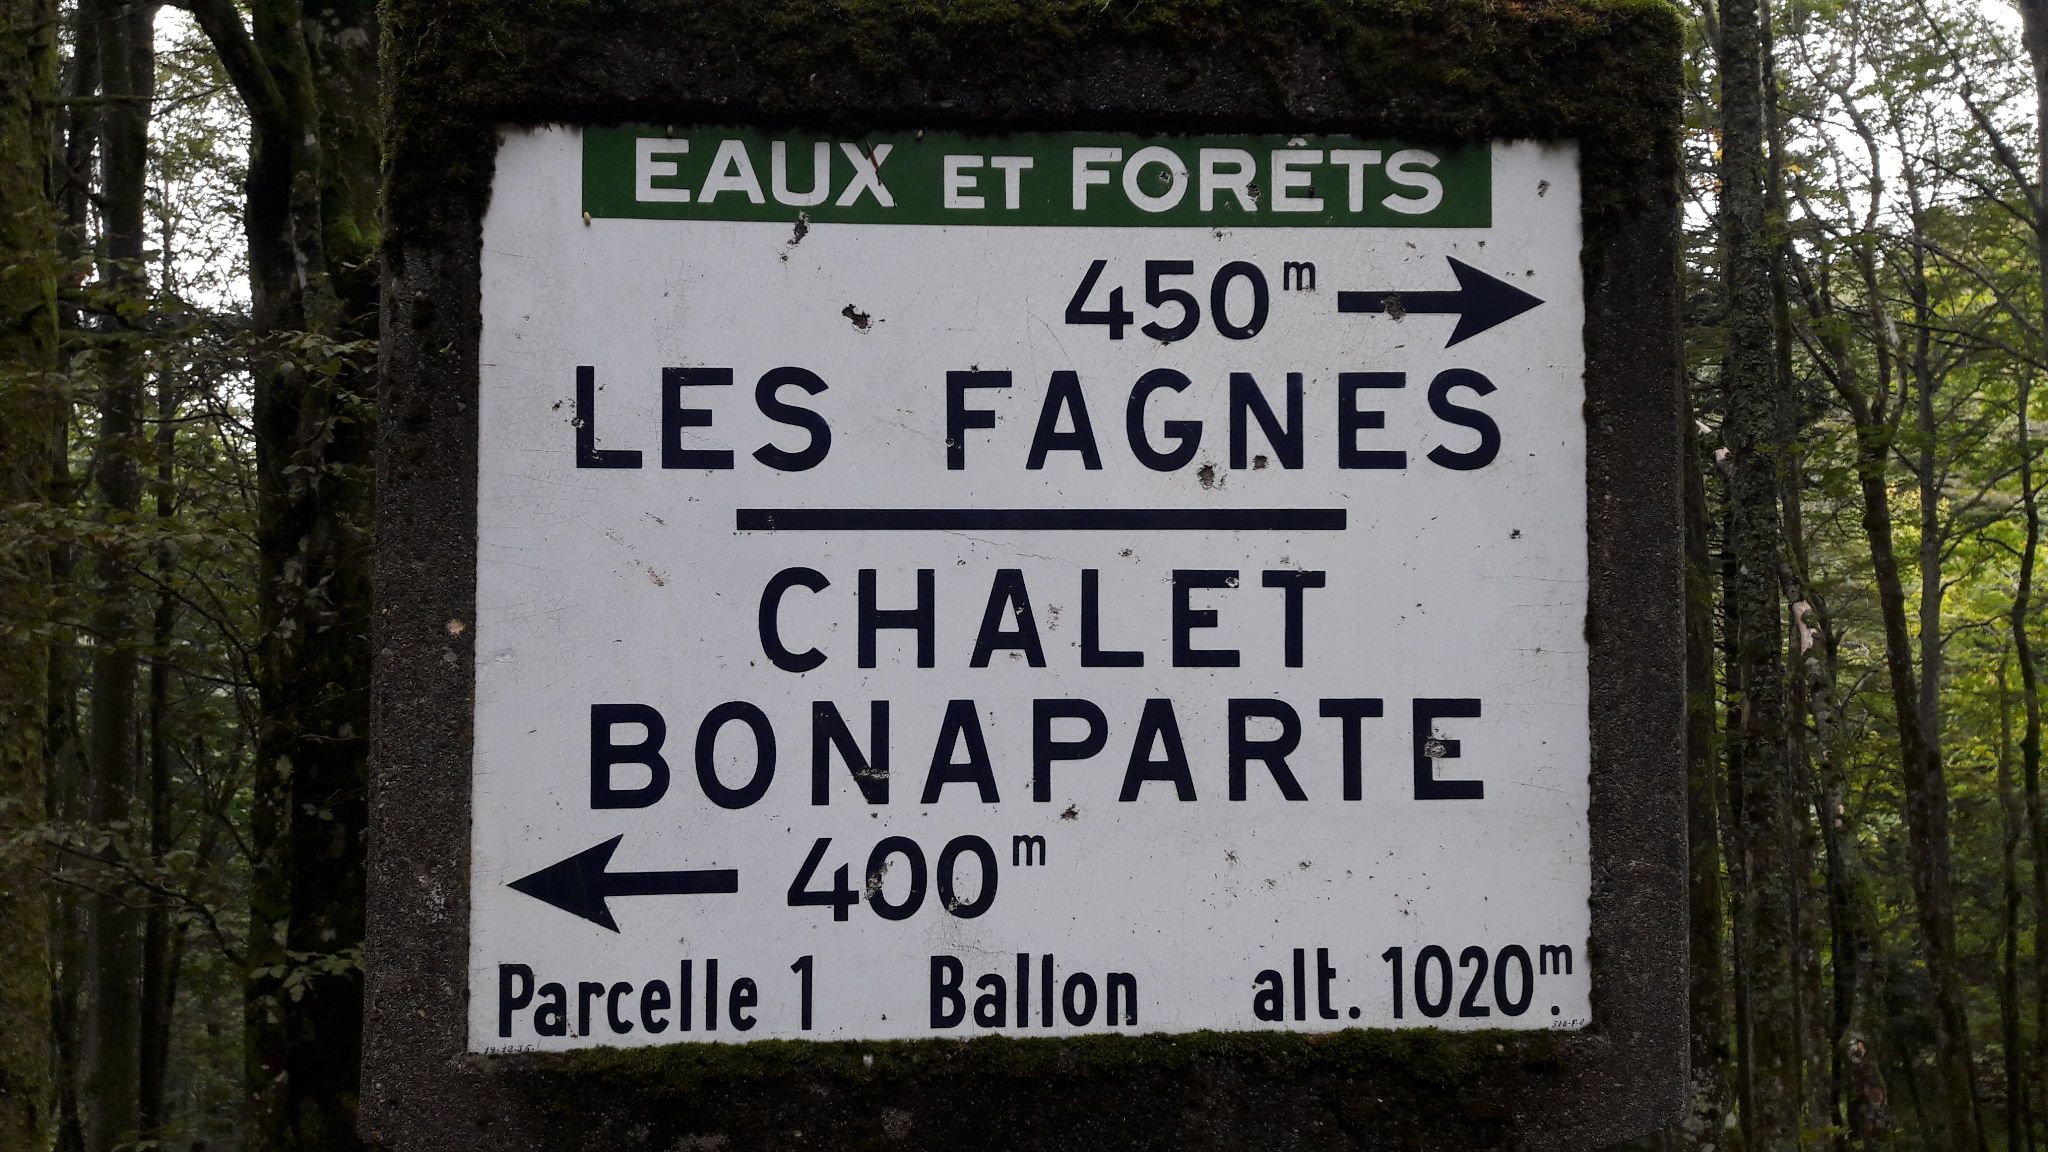 EAUX ET FORÊTS
450m
LES FAGNES
CHALET
BONAPARTE
400m
Parcelle 1 Ballon alt. 1020m.